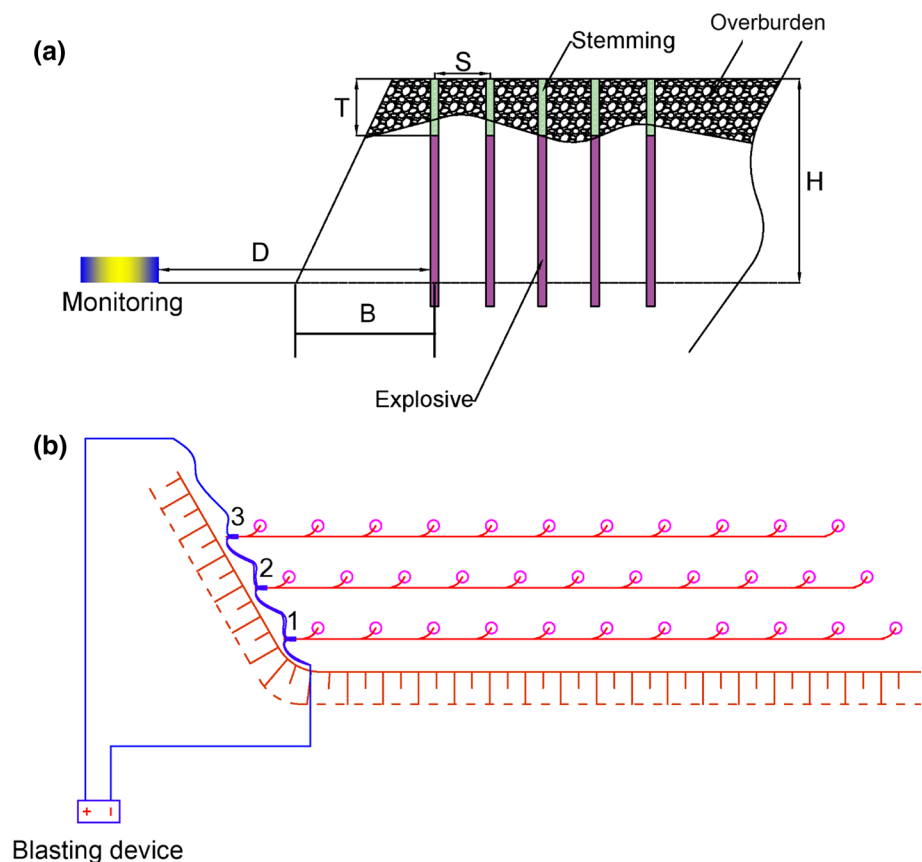 (a)
Stemming
Overburden
S
T
H
D
Monitoring
B
Explosive
(b)
3
2
1
+ –
Blasting device